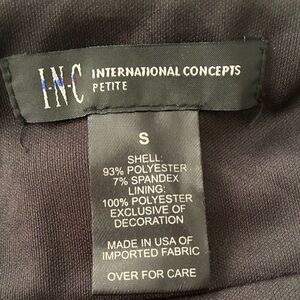 I·N·C INTERNATIONAL CONCEPTS
PETITE
S
SHELL:
93% POLYESTER
7% SPANDEX
LINING:
100% POLYESTER
EXCLUSIVE OF
DECORATION
MADE IN USA OF
IMPORTED FABRIC
OVER FOR CARE